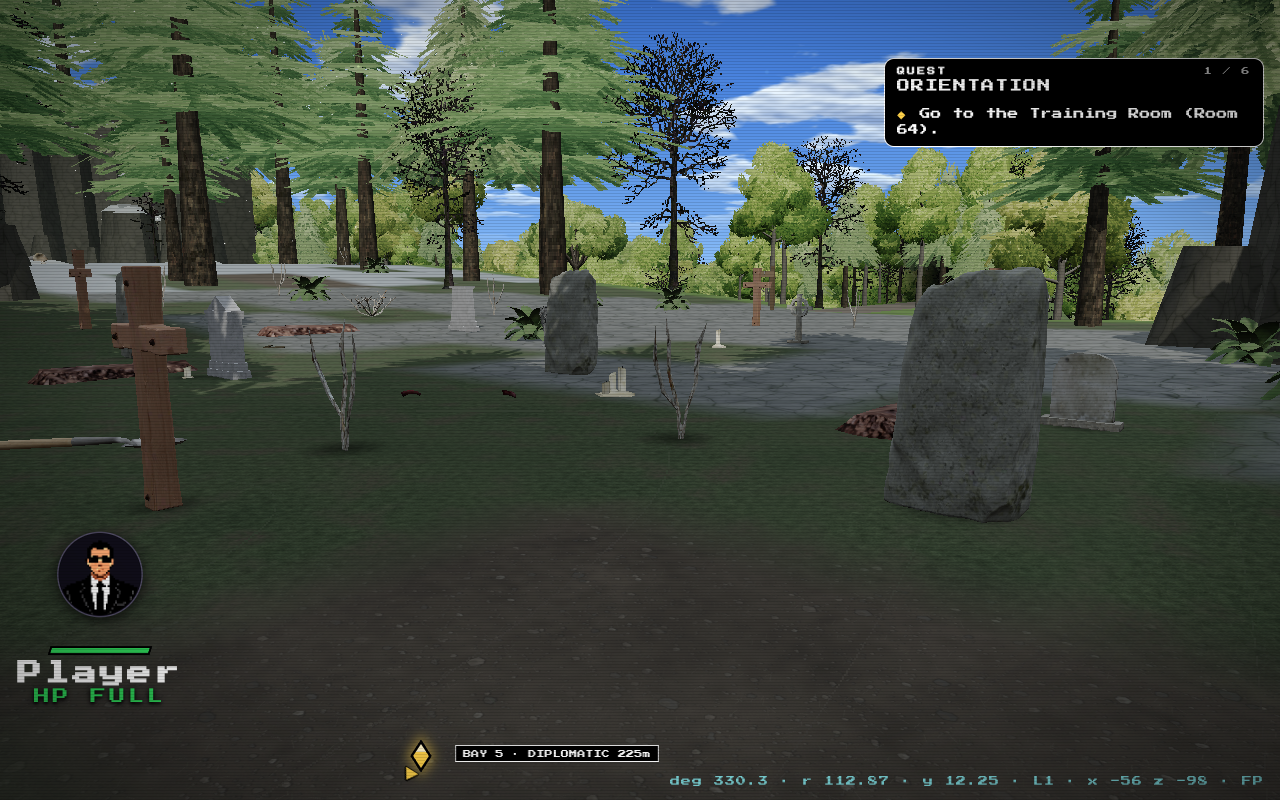 QUEST 1 / 6
ORIENTATION
◆ Go to the Training Room (Room
64).
Player
HP FULL
BAY 5 · DIPLOMATIC 225m
deg 330.3 · r 112.87 · y 12.25 · L1 · x -56 z -98 · FP